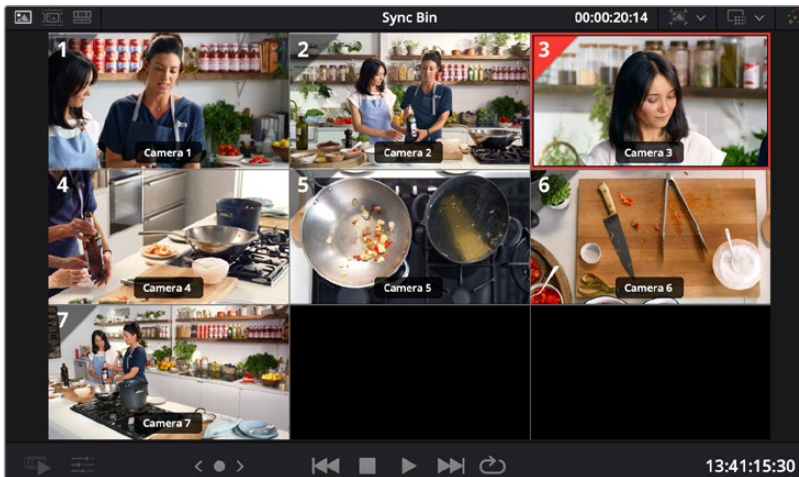 Sync Bin
00:00:20:14
1
Camera 1
2
Camera 2
3
Camera 3
4
Camera 4
5
Camera 5
6
Camera 6
7
Camera 7
13:41:15:30